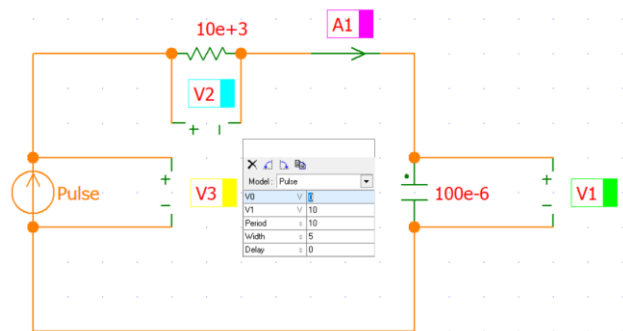 A1
10e+3
V2
+ -
Model: Pulse
V0 V 0
V1 V 10
Period s 10
Width s 5
Delay s 0
Pulse
+
V3
-
100e-6
+
V1
-